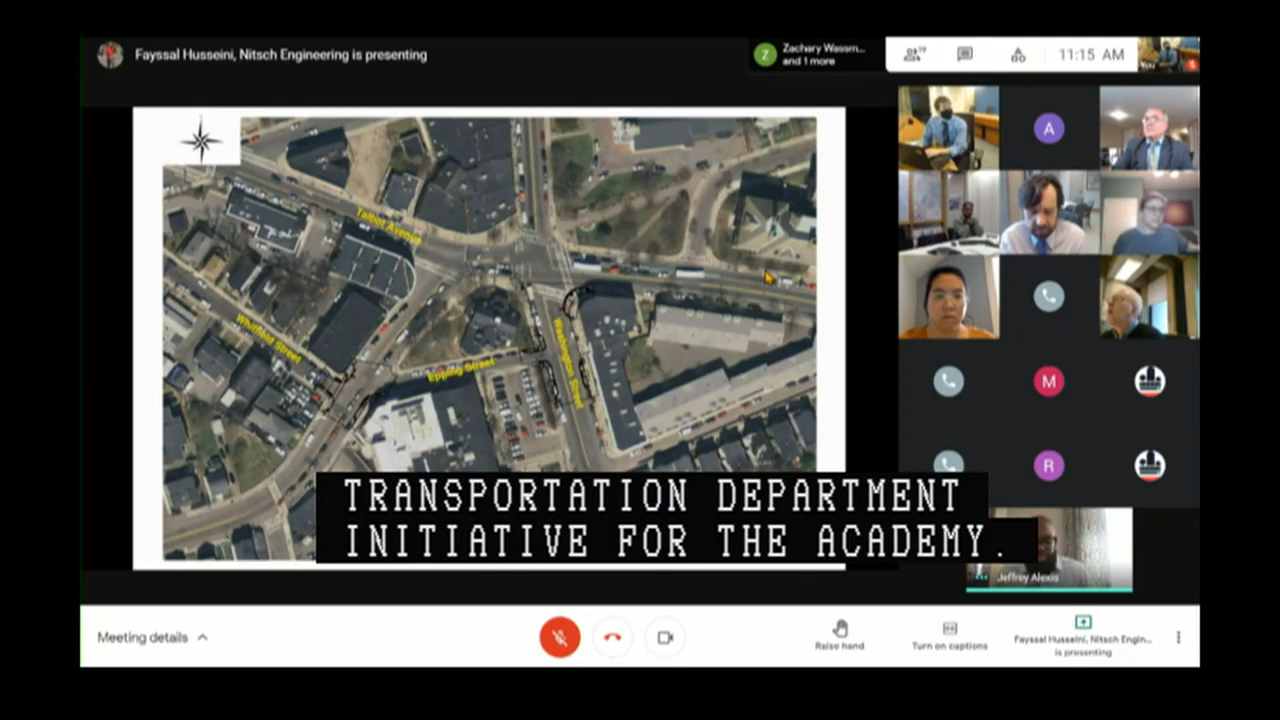 Fayssal Husseini, Nitsch Engineering is presenting
Z
Zachary Wassm...
and 1 more
19
11:15 AM
You
A
Talbot Avenue
Whitfield Street
Epping Street
Washington Street
M
R
TRANSPORTATION DEPARTMENT
INITIATIVE FOR THE ACADEMY.
Jeffrey Alexis
Meeting details
Raise hand
Turn on captions
Fayssal Husseini, Nitsch Engin...
is presenting